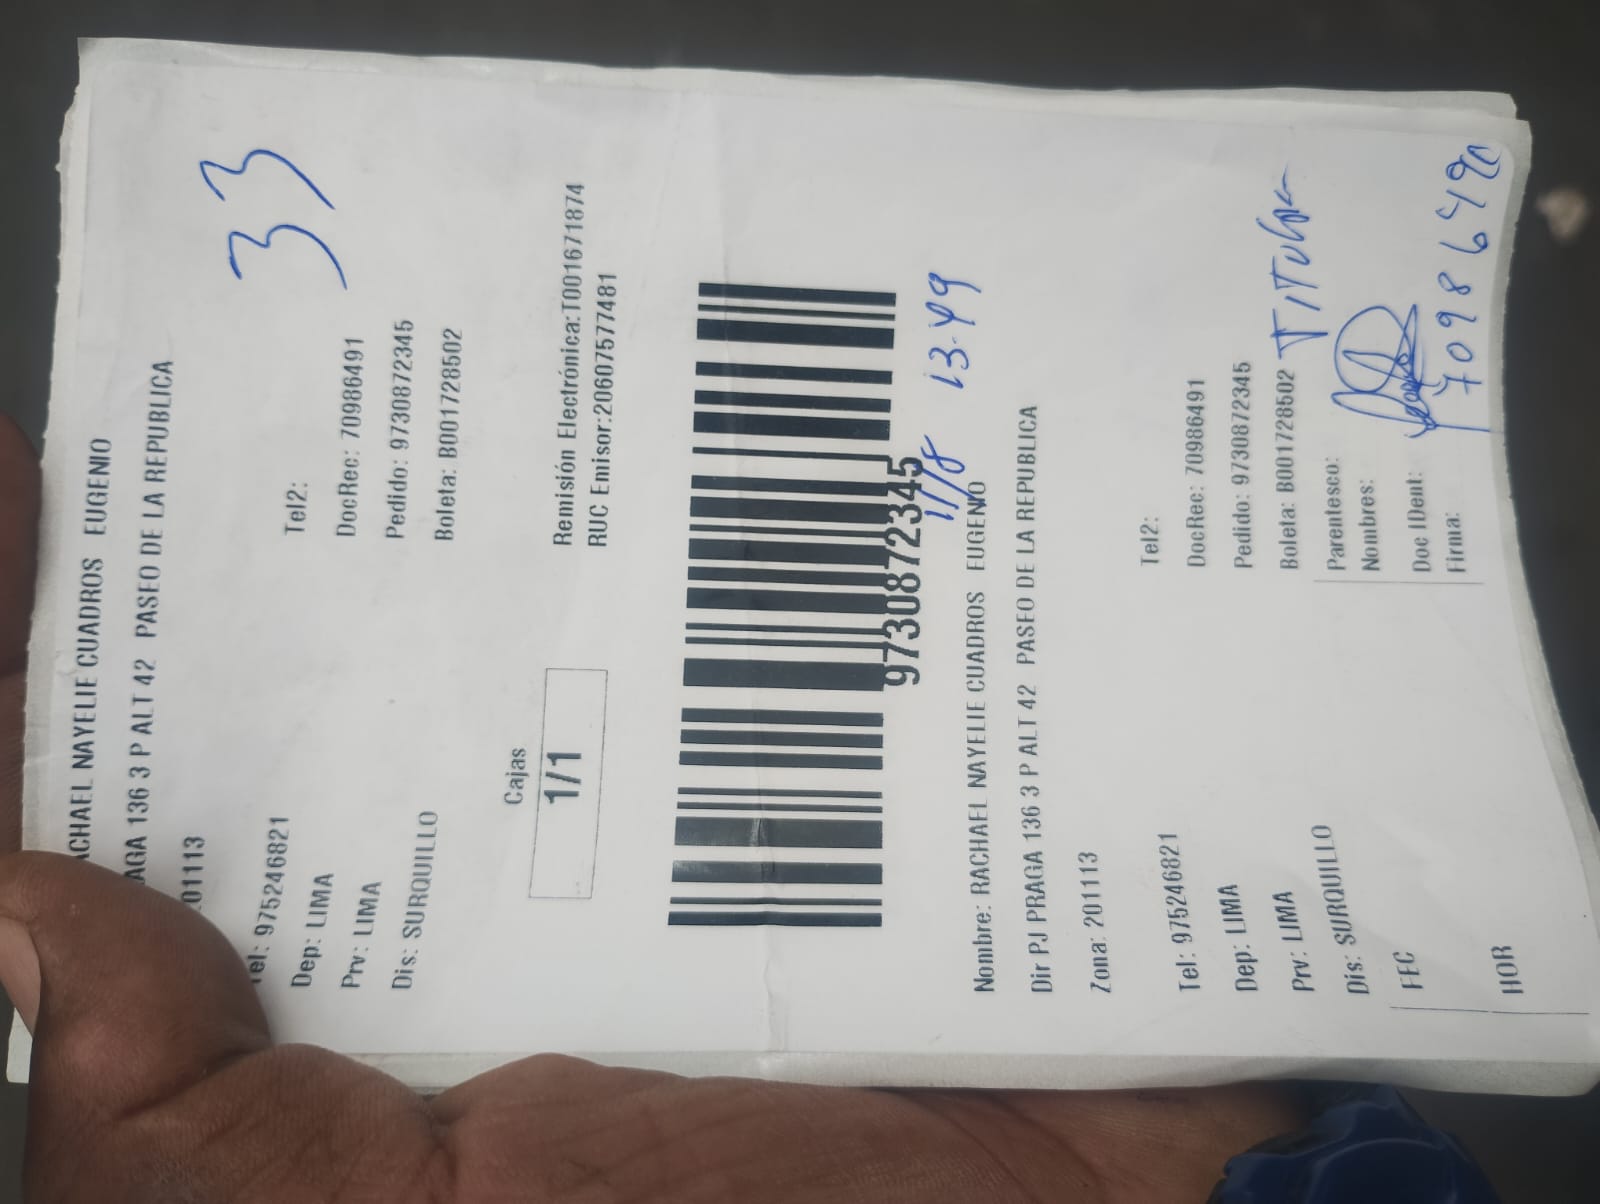 33
ACHAEL NAYELIE CUADROS EUGENIO
AGA 136 3 P ALT 42 PASEO DE LA REPUBLICA
201113
Tel: 975246821 Tel2:
Dep: LIMA DocRec: 70986491
Prv: LIMA Pedido: 9730872345
Dis: SURQUILLO Boleta: B001728502
Cajas
1/1
Remisión Electrónica:T001671874
RUC Emisor:20607577481
9730872345
1/8 13-49
Nombre: RACHAEL NAYELIE CUADROS EUGENIO
Dir PJ PRAGA 136 3 P ALT 42 PASEO DE LA REPUBLICA
Zona: 201113
Tel: 975246821 Tel2:
Dep: LIMA DocRec: 70986491
Prv: LIMA Pedido: 9730872345
Dis: SURQUILLO Boleta: B001728502
Titular
FEC Parentesco:
Nombres:
HOR Doc IDent:
Firma: